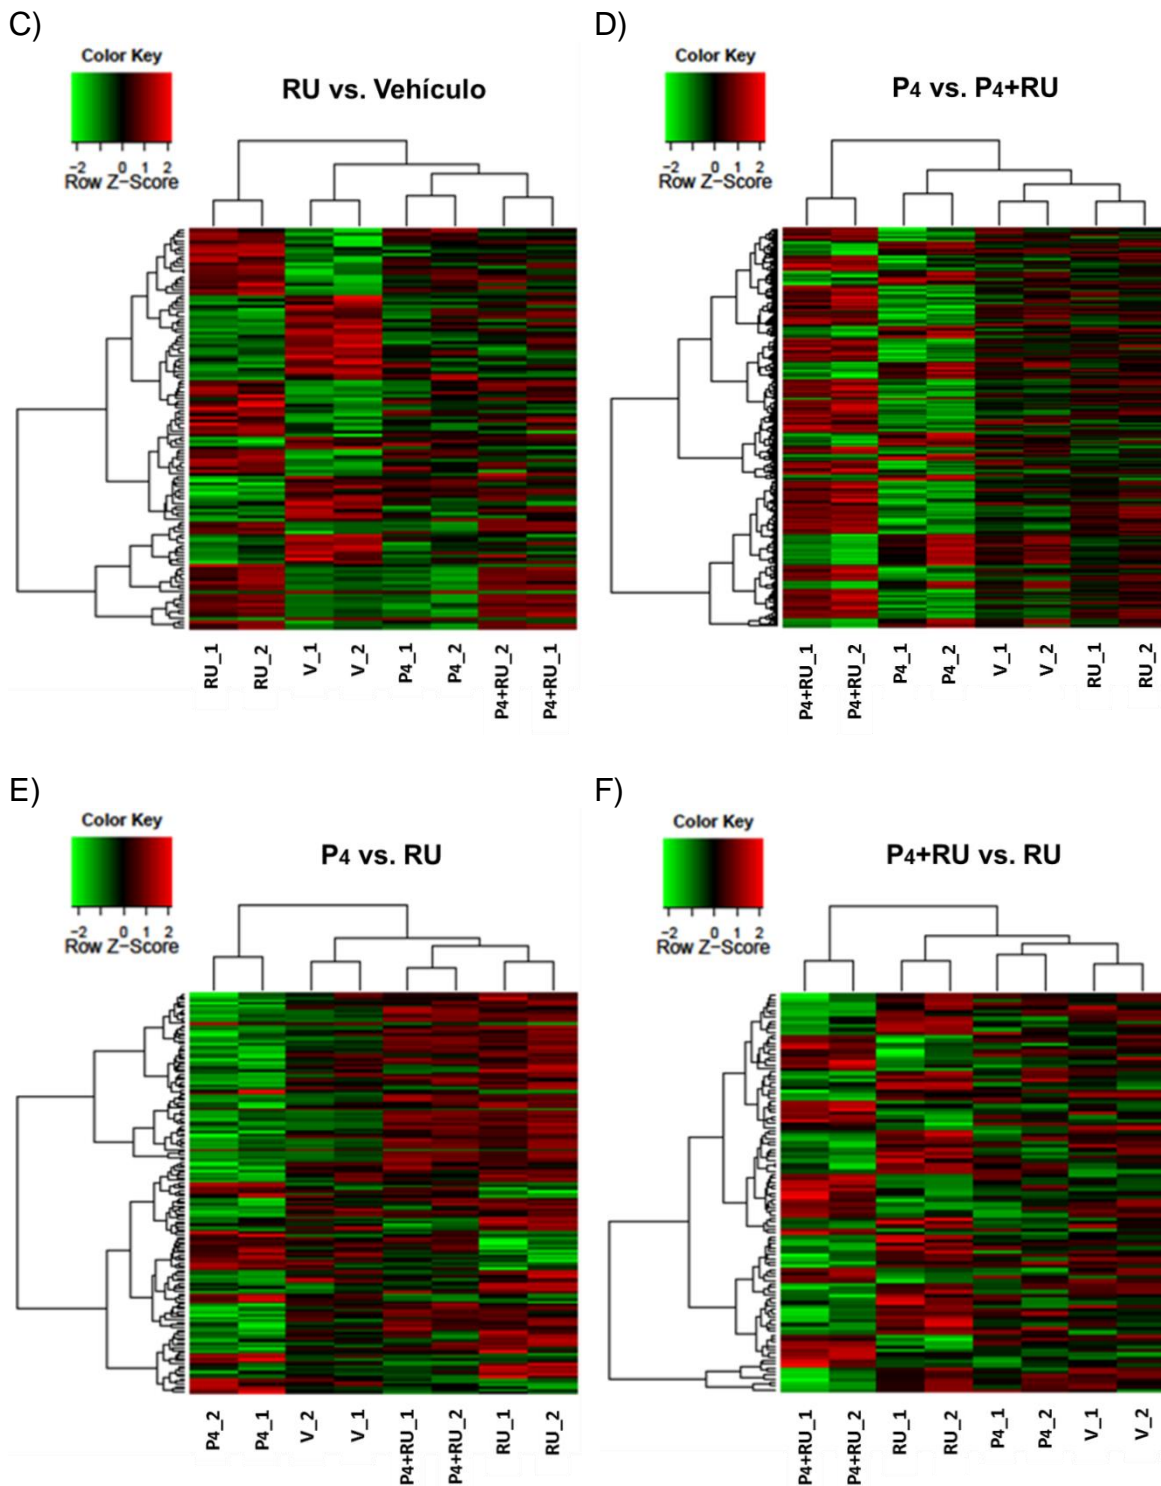 C)
Color Key
−2 0 1 2
Row Z−Score
RU vs. Vehículo
RU_1 RU_2 V_1 V_2 P4_1 P4_2 P4+RU_2 P4+RU_1
D)
Color Key
−2 0 1 2
Row Z−Score
P4 vs. P4+RU
P4+RU_1 P4+RU_2 P4_1 P4_2 V_1 V_2 RU_1 RU_2
E)
Color Key
−2 0 1 2
Row Z−Score
P4 vs. RU
P4_2 P4_1 V_2 V_1 P4+RU_1 P4+RU_2 RU_1 RU_2
F)
Color Key
−2 0 1 2
Row Z−Score
P4+RU vs. RU
P4+RU_1 P4+RU_2 RU_1 RU_2 P4_1 P4_2 V_1 V_2